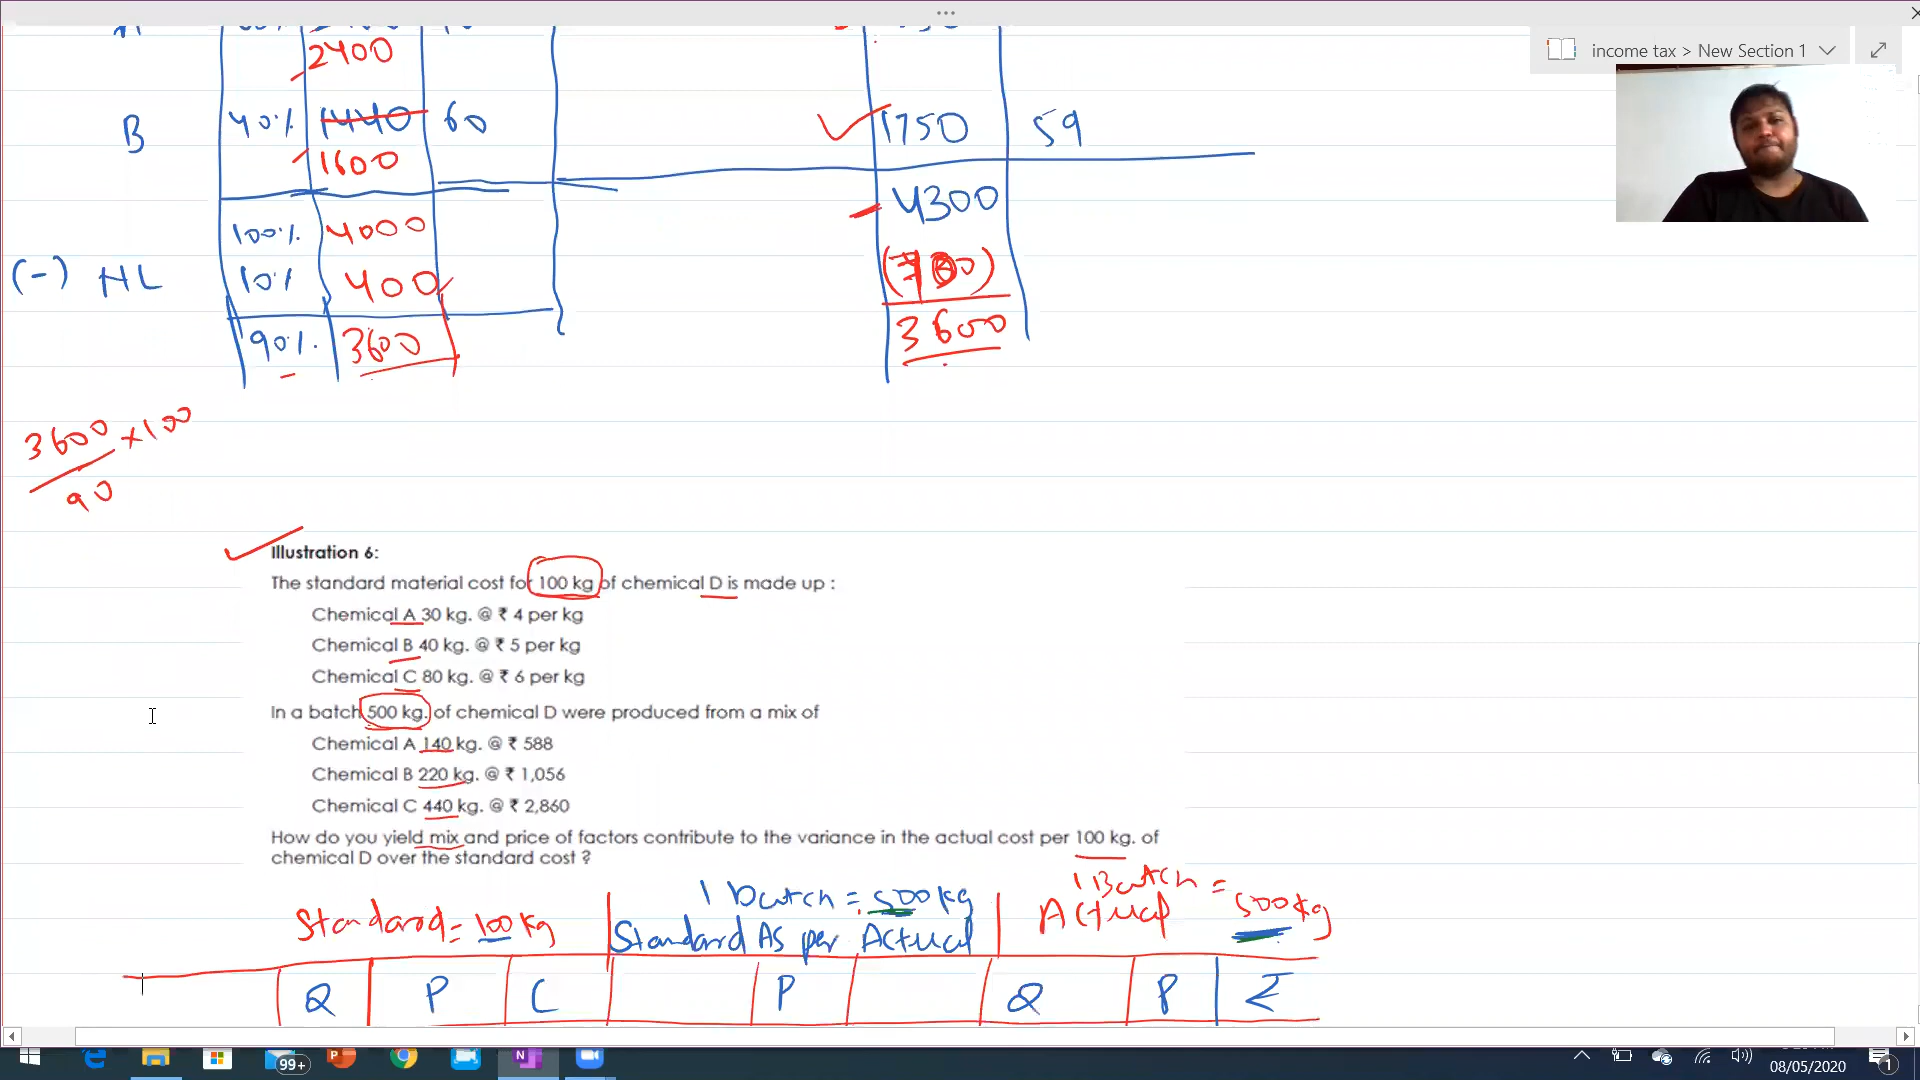 income tax > New Section 1
2400
B 40% 1440 60 1750 59
1600
100% 4000 4300
(-) NL 10% 400
90% 3600 3600
3600 ×100
90
Illustration 6:
The standard material cost for 100 kg of chemical D is made up :
Chemical A 30 kg. @ ₹ 4 per kg
Chemical B 40 kg. @ ₹ 5 per kg
Chemical C 80 kg. @ ₹ 6 per kg
In a batch 500 kg. of chemical D were produced from a mix of
Chemical A 140 kg. @ ₹ 588
Chemical B 220 kg. @ ₹ 1,056
Chemical C 440 kg. @ ₹ 2,860
How do you yield mix and price of factors contribute to the variance in the actual cost per 100 kg. of
chemical D over the standard cost ?
1 batch = 500 kg 1 Batch = 500 kg
Standard = 100 kg Standard As per Actual Actual
Q P C P Q P ₹
99+
08/05/2020
1